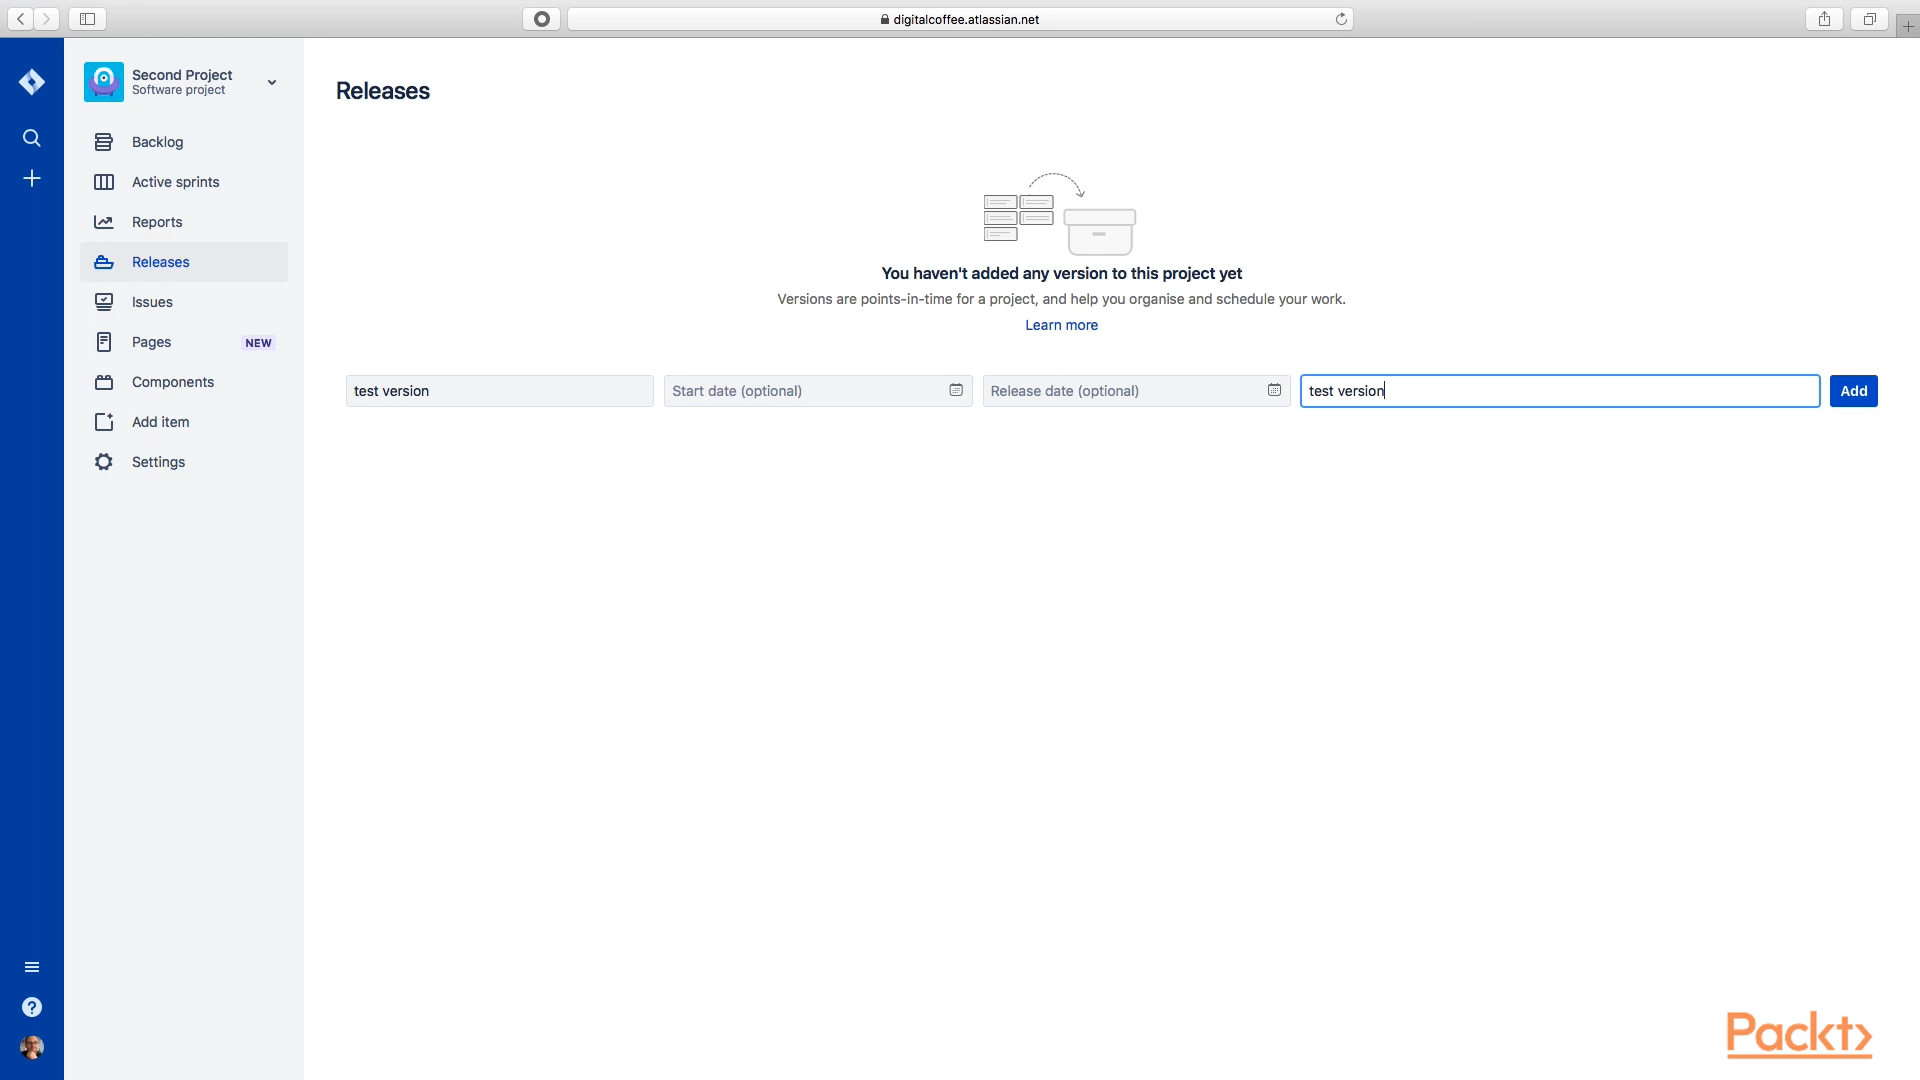 digitalcoffee.atlassian.net
Second Project
Software project
Backlog
Active sprints
Reports
Releases
Issues
Pages NEW
Components
Add item
Settings
Releases
You haven't added any version to this project yet
Versions are points-in-time for a project, and help you organise and schedule your work.
Learn more
test version Start date (optional) Release date (optional) test version Add
?
Packt>